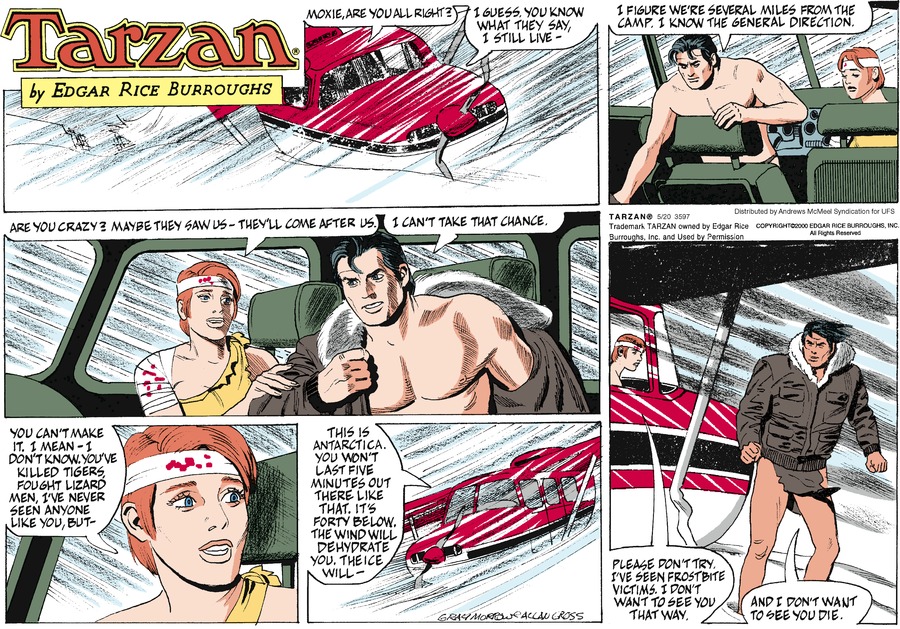 Tarzan®
by EDGAR RICE BURROUGHS
MOXIE, ARE YOU ALL RIGHT?
I GUESS. YOU KNOW
WHAT THEY SAY,
I STILL LIVE -
I FIGURE WE'RE SEVERAL MILES FROM THE
CAMP. I KNOW THE GENERAL DIRECTION.
ARE YOU CRAZY? MAYBE THEY SAW US - THEY'LL COME AFTER US.
I CAN'T TAKE THAT CHANCE.
Distributed by Andrews McMeel Syndication for UFS
TARZAN® 5/20 3597
Trademark TARZAN owned by Edgar Rice
Burroughs, Inc. and Used by Permission
COPYRIGHT©2000 EDGAR RICE BURROUGHS, INC.
All Rights Reserved
YOU CAN'T MAKE
IT. I MEAN - I
DON'T KNOW, YOU'VE
KILLED TIGERS,
FOUGHT LIZARD
MEN, I'VE NEVER
SEEN ANYONE
LIKE YOU, BUT-
THIS IS
ANTARCTICA.
YOU WON'T
LAST FIVE
MINUTES OUT
THERE LIKE
THAT. IT'S
FORTY BELOW.
THE WIND WILL
DEHYDRATE
YOU. THE ICE
WILL -
GRAY MORROW & ALLAN GROSS
PLEASE DON'T TRY.
I'VE SEEN FROSTBITE
VICTIMS. I DON'T
WANT TO SEE YOU
THAT WAY.
AND I DON'T WANT
TO SEE YOU DIE.